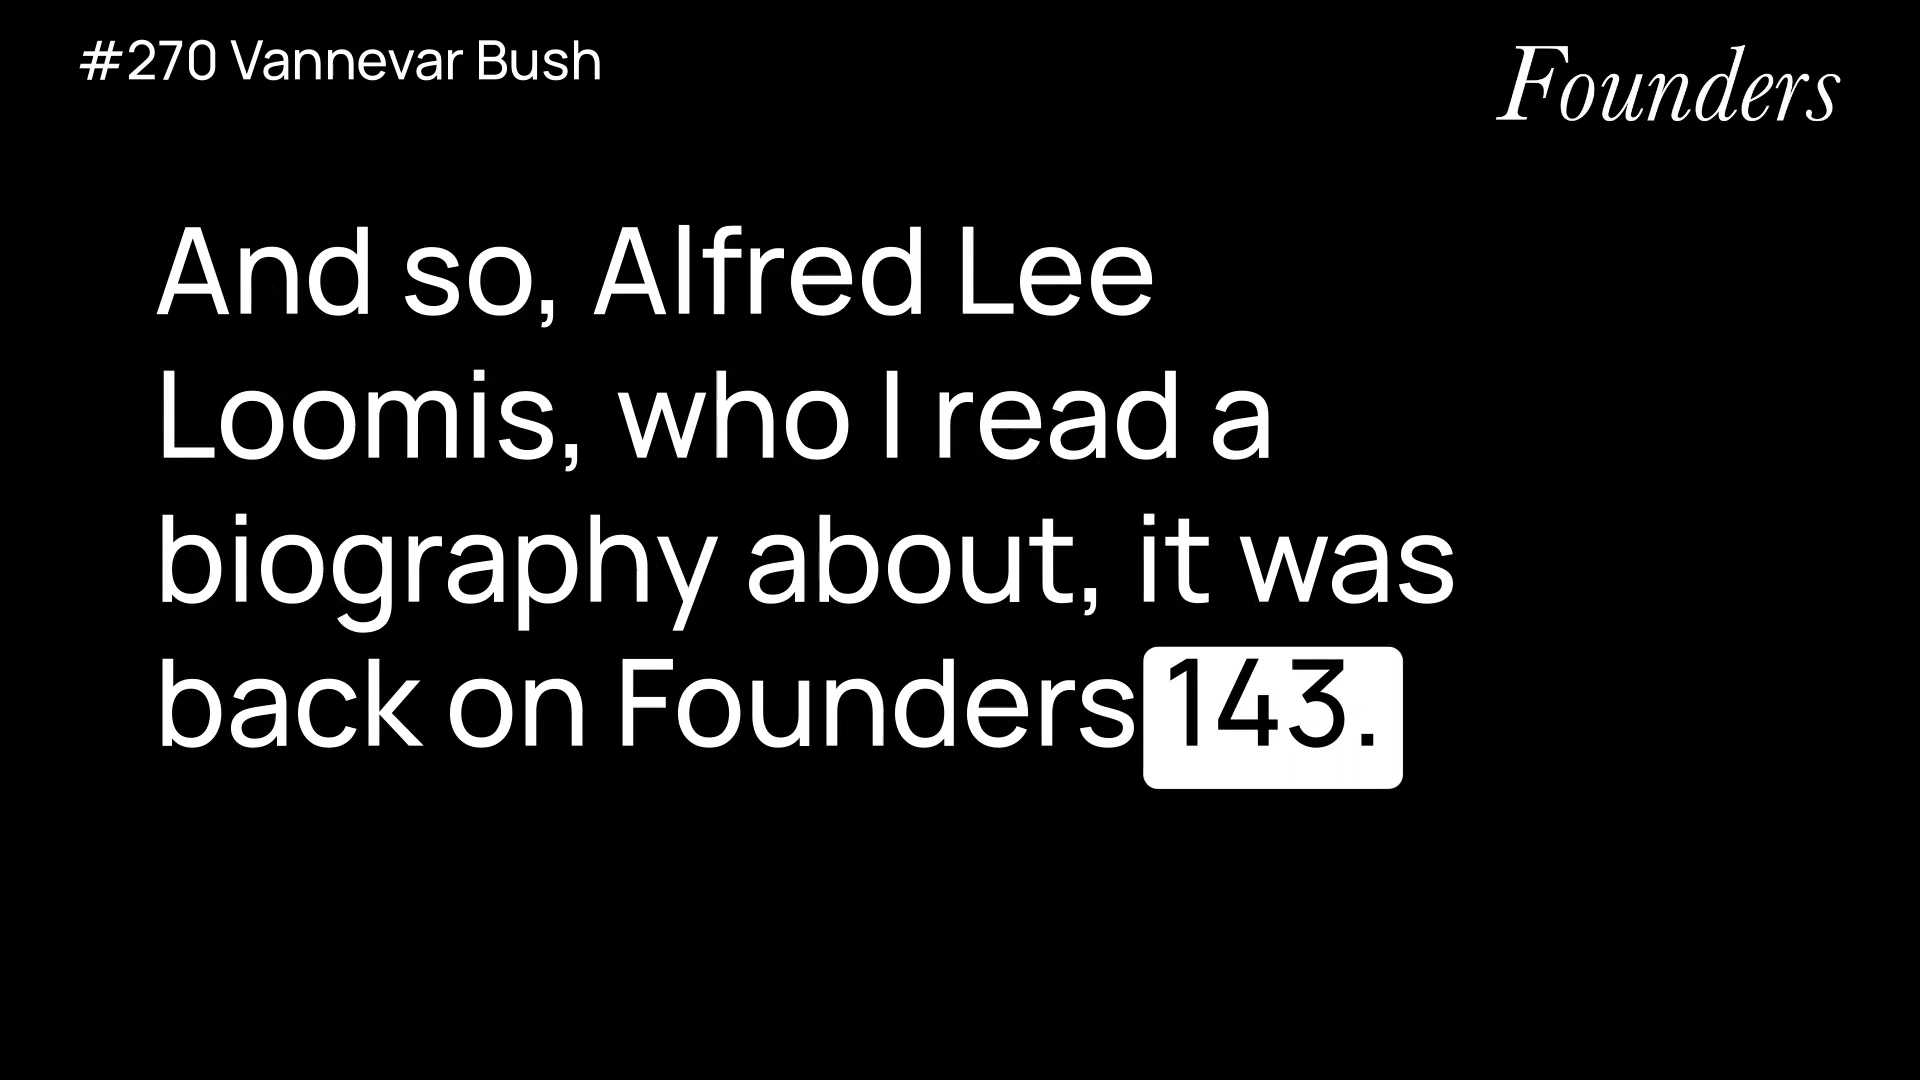 #270 Vannevar Bush
Founders
And so, Alfred Lee
Loomis, who I read a
biography about, it was
back on Founders 143.